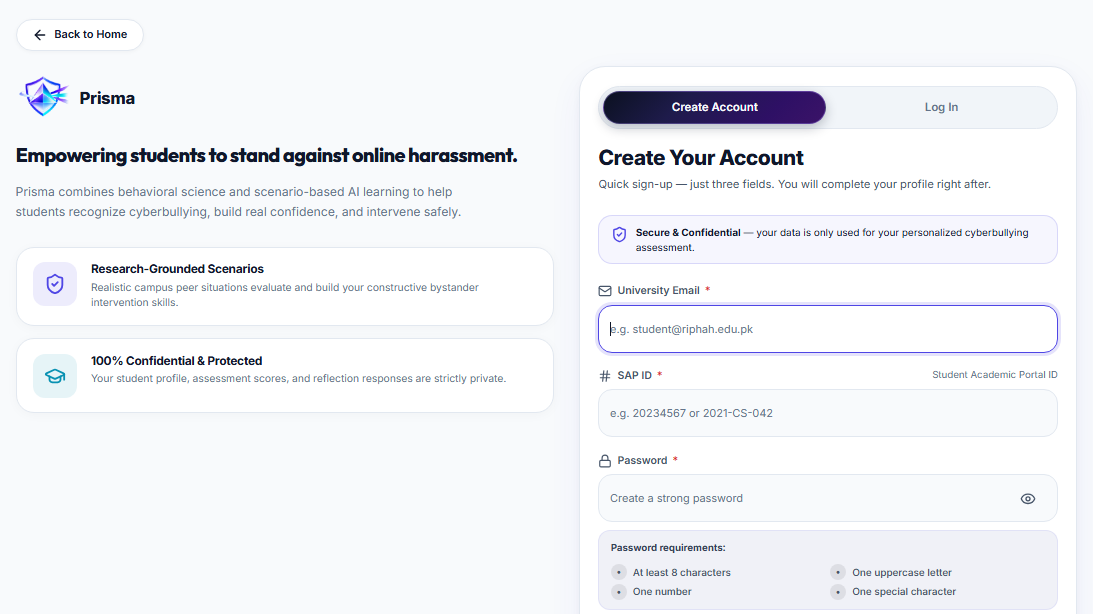 Back to Home
Prisma
Empowering students to stand against online harassment.
Prisma combines behavioral science and scenario-based AI learning to help
students recognize cyberbullying, build real confidence, and intervene safely.
Research-Grounded Scenarios
Realistic campus peer situations evaluate and build your constructive bystander
intervention skills.
100% Confidential & Protected
Your student profile, assessment scores, and reflection responses are strictly private.
Create Account
Log In
Create Your Account
Quick sign-up — just three fields. You will complete your profile right after.
Secure & Confidential — your data is only used for your personalized cyberbullying
assessment.
University Email *
e.g. student@riphah.edu.pk
# SAP ID *
Student Academic Portal ID
e.g. 20234567 or 2021-CS-042
Password *
Create a strong password
Password requirements:
• At least 8 characters
• One uppercase letter
• One number
• One special character